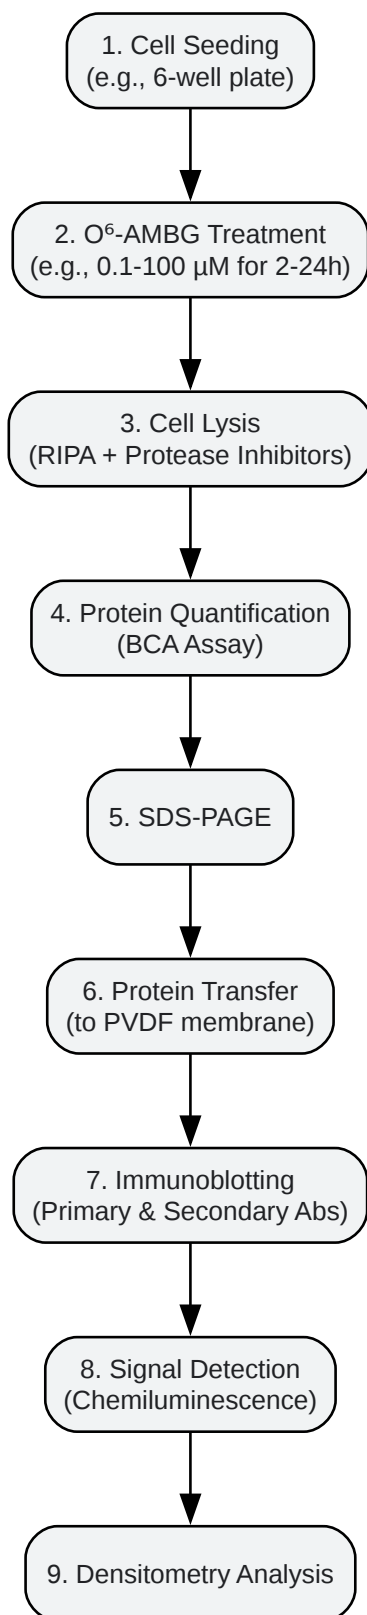 1. Cell Seeding
(e.g., 6-well plate)
2. O⁶-AMBG Treatment
(e.g., 0.1-100 µM for 2-24h)
3. Cell Lysis
(RIPA + Protease Inhibitors)
4. Protein Quantification
(BCA Assay)
5. SDS-PAGE
6. Protein Transfer
(to PVDF membrane)
7. Immunoblotting
(Primary & Secondary Abs)
8. Signal Detection
(Chemiluminescence)
9. Densitometry Analysis